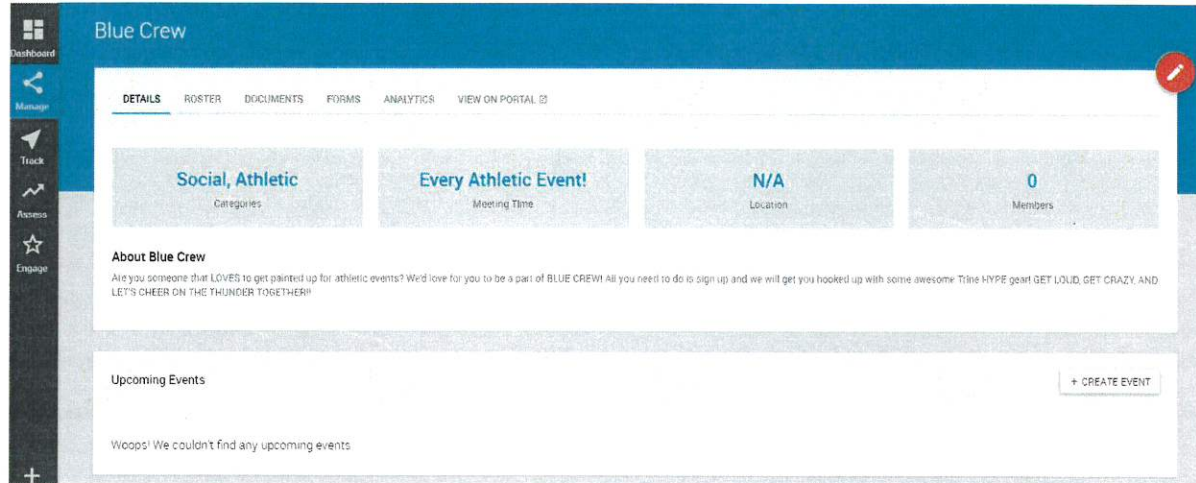 Blue Crew
Dashboard
Manage
Track
Assess
Engage
DETAILS ROSTER DOCUMENTS FORMS ANALYTICS VIEW ON PORTAL
Social, Athletic
Categories
Every Athletic Event!
Meeting Time
N/A
Location
0
Members
About Blue Crew
Are you someone that LOVES to get painted up for athletic events? We'd love for you to be a part of BLUE CREW! All you need to do is sign up and we will get you hooked up with some awesome Trine HYPE gear! GET LOUD, GET CRAZY, AND
LET'S CHEER ON THE THUNDER TOGETHER!!
Upcoming Events
+ CREATE EVENT
Woops! We couldn't find any upcoming events